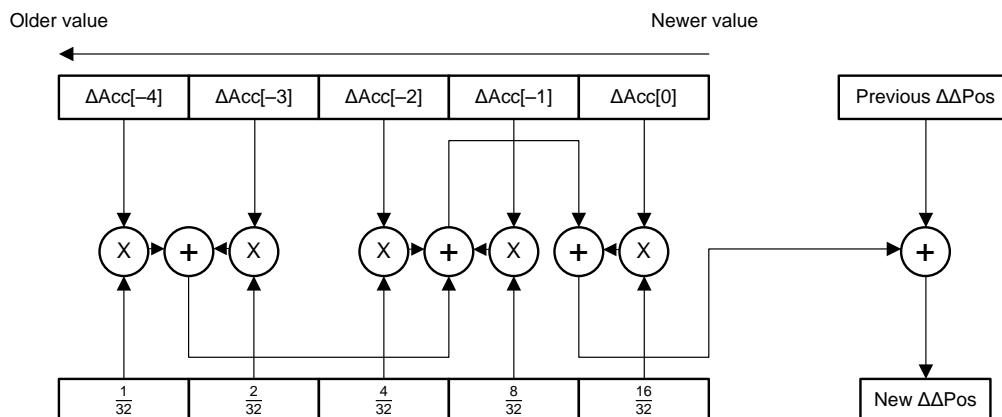 Older value Newer value
ΔAcc[–4] ΔAcc[–3] ΔAcc[–2] ΔAcc[–1] ΔAcc[0] Previous ΔΔPos
X + X X + X + X +
1/32 2/32 4/32 8/32 16/32 New ΔΔPos